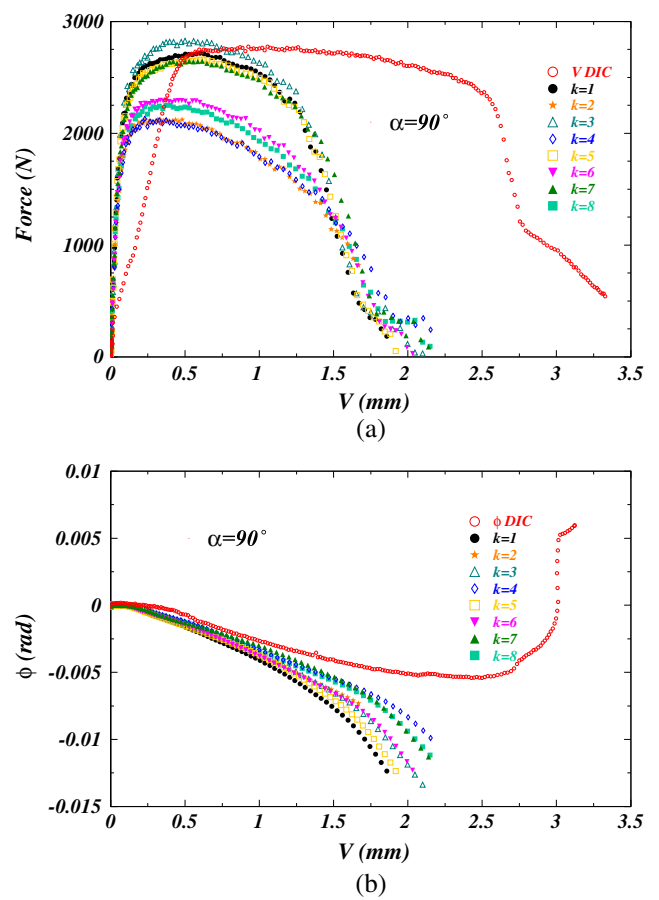 3000
2000
1000
0
Force (N)
V DIC
k=1
k=2
k=3
k=4
k=5
k=6
k=7
k=8
α=90°
0 0.5 1 1.5 2 2.5 3 3.5
V (mm)
(a)
0.01
0.005
0
-0.005
-0.01
-0.015
ϕ (rad)
ϕ DIC
k=1
k=2
k=3
k=4
k=5
k=6
k=7
k=8
α=90°
0 0.5 1 1.5 2 2.5 3 3.5
V (mm)
(b)